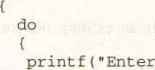 {
do
{
printf("Enter